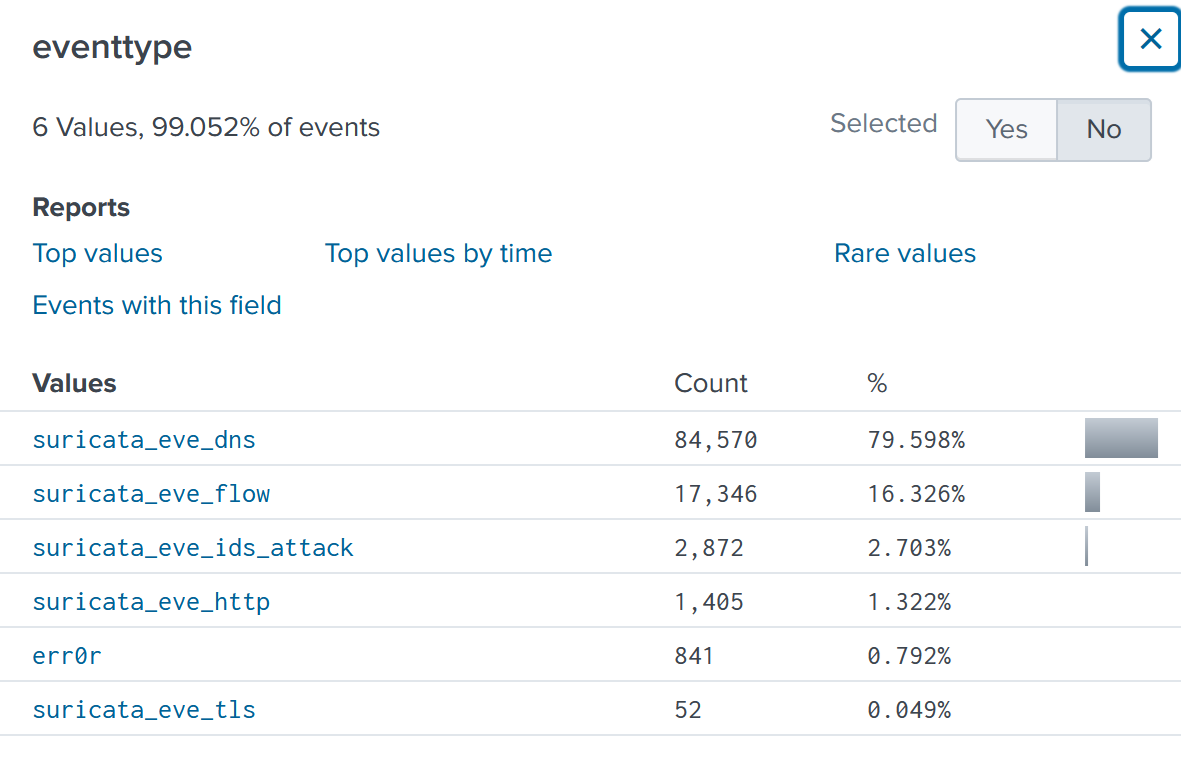 eventtype
6 Values, 99.052% of events
Selected Yes No
Reports
Top values Top values by time Rare values
Events with this field
Values Count %
suricata_eve_dns 84,570 79.598%
suricata_eve_flow 17,346 16.326%
suricata_eve_ids_attack 2,872 2.703%
suricata_eve_http 1,405 1.322%
err0r 841 0.792%
suricata_eve_tls 52 0.049%